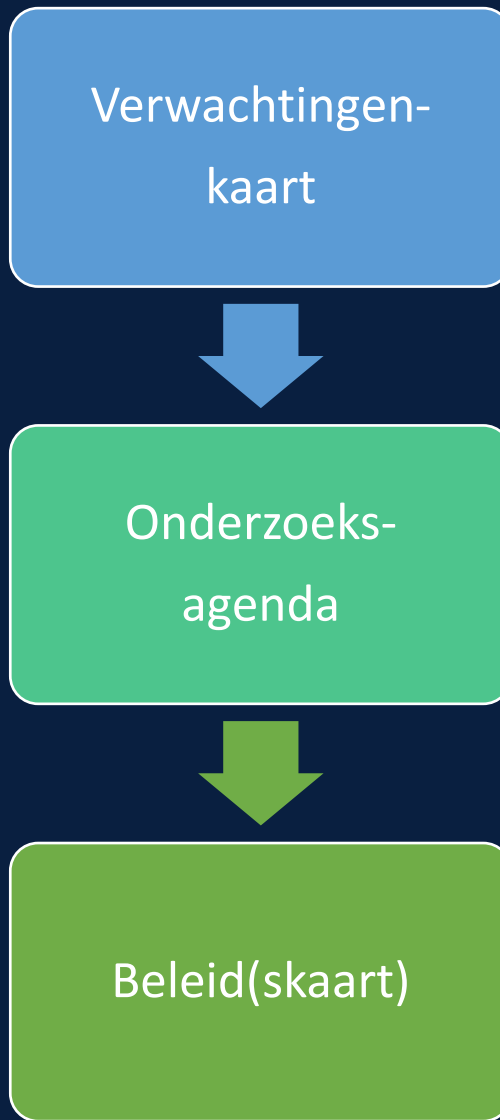 Verwachtingen-
kaart
Onderzoeks-
agenda
Beleid(skaart)